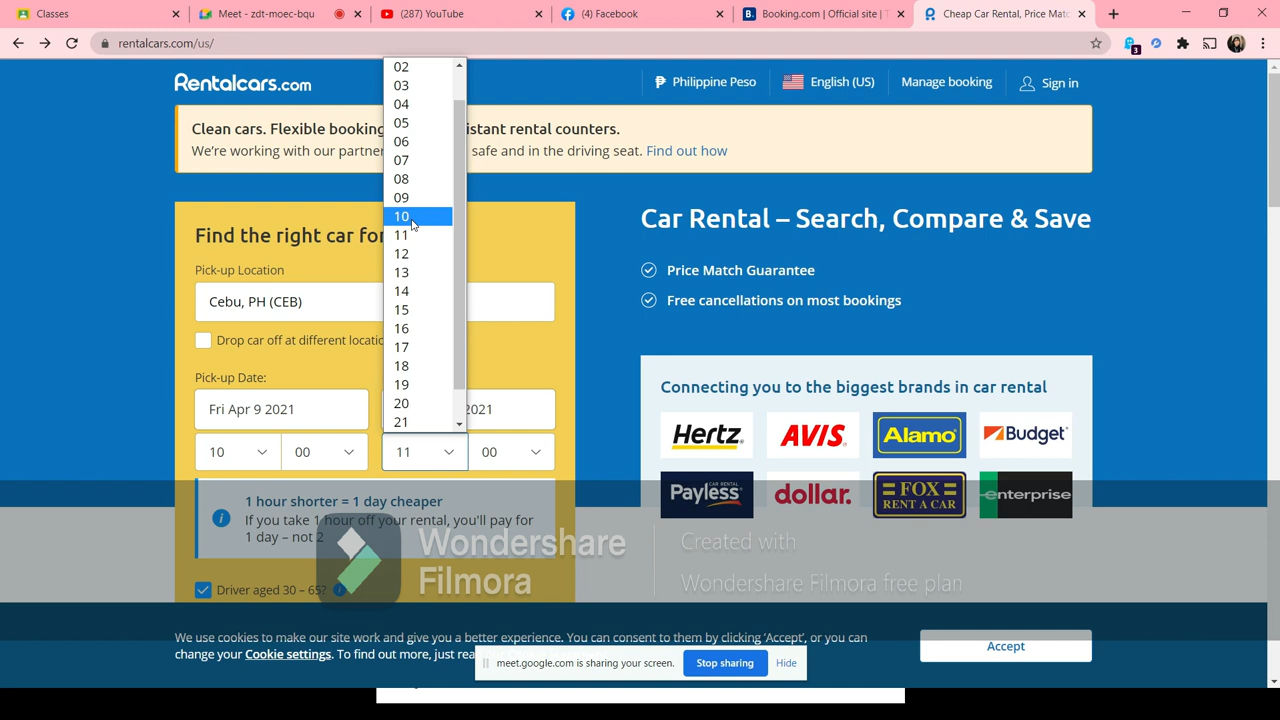 Classes
Meet - zdt-moec-bqu
(287) YouTube
(4) Facebook
Booking.com | Official site | T
Cheap Car Rental, Price Matc
3
rentalcars.com/us/
Rentalcars.com
₱ Philippine Peso
English (US)
Manage booking
Sign in
Clean cars. Flexible booking
istant rental counters.
We're working with our partner
safe and in the driving seat. Find out how
02
03
04
05
06
07
08
09
10
11
12
13
14
15
16
17
18
19
20
21
Find the right car for
Pick-up Location
Cebu, PH (CEB)
Drop car off at different locatio
Pick-up Date:
Fri Apr 9 2021
2021
10
00
11
00
1 hour shorter = 1 day cheaper
If you take 1 hour off your rental, you'll pay for
1 day – not 2
Driver aged 30 – 65?
Car Rental – Search, Compare & Save
Price Match Guarantee
Free cancellations on most bookings
Connecting you to the biggest brands in car rental
Hertz
AVIS
Alamo
Budget
CAR RENTAL
Payless
dollar.
FOX
RENT A CAR
enterprise
Wondershare
Filmora
Created with
Wondershare Filmora free plan
We use cookies to make our site work and give you a better experience. You can consent to them by clicking 'Accept', or you can
change your Cookie settings. To find out more, just rea
Accept
meet.google.com is sharing your screen.
Stop sharing
Hide